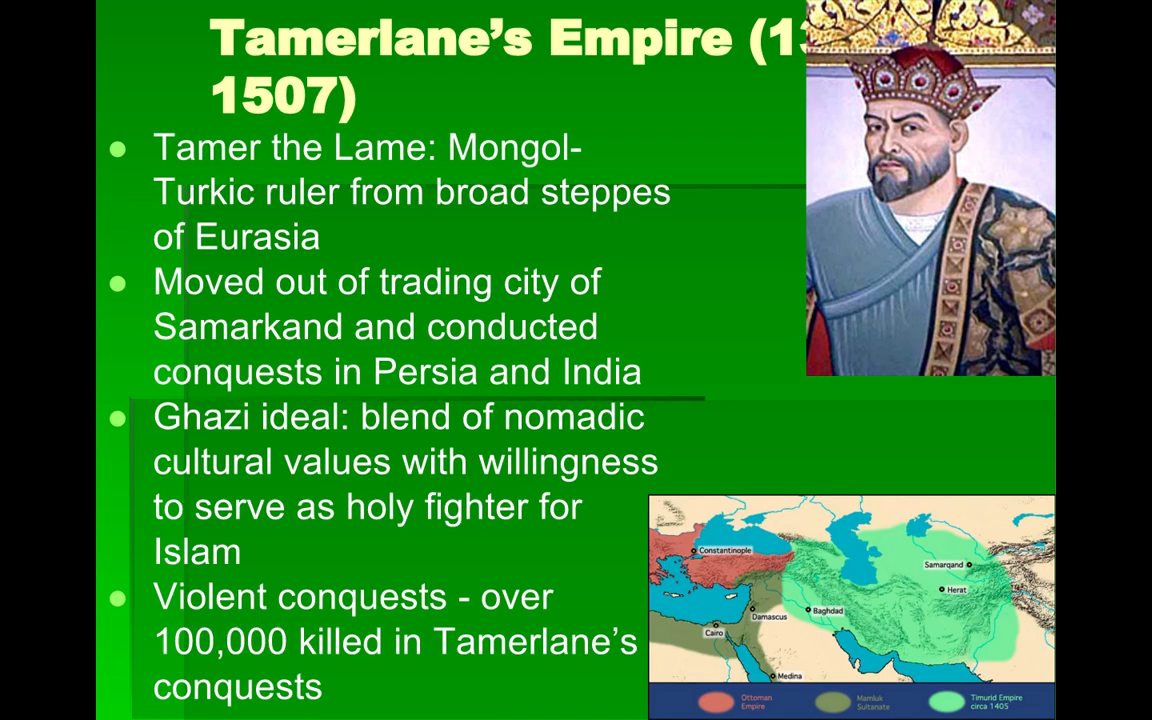 Tamerlane’s Empire (13
1507)
Tamer the Lame: Mongol-
Turkic ruler from broad steppes
of Eurasia
Moved out of trading city of
Samarkand and conducted
conquests in Persia and India
Ghazi ideal: blend of nomadic
cultural values with willingness
to serve as holy fighter for
Islam
Violent conquests - over
100,000 killed in Tamerlane’s
conquests
Constantinople
Samarqand
Herat
Baghdad
Damascus
Cairo
Medina
Ottoman
Empire
Mamluk
Sultanate
Timurid Empire
circa 1405